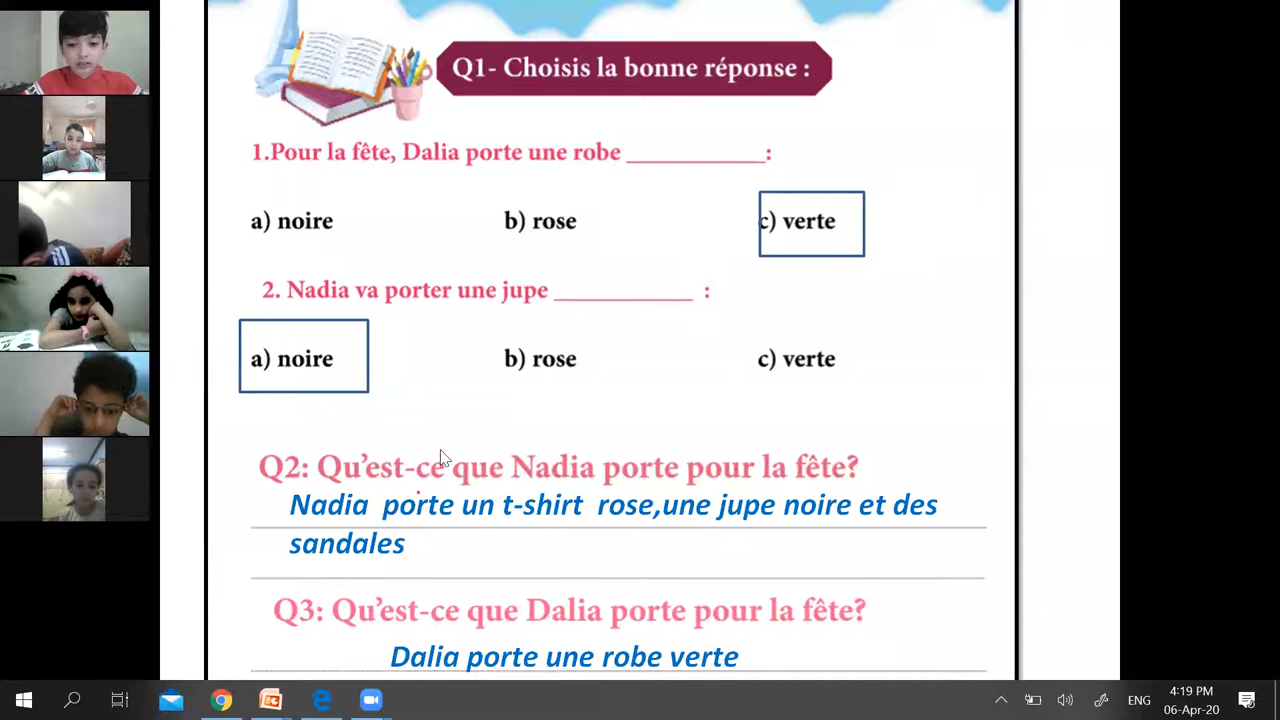 Q1- Choisis la bonne réponse :
1.Pour la fête, Dalia porte une robe ___________:
a) noire b) rose c) verte
2. Nadia va porter une jupe ___________ :
a) noire b) rose c) verte
Q2: Qu’est-ce que Nadia porte pour la fête?
Nadia porte un t-shirt rose,une jupe noire et des
sandales
Q3: Qu’est-ce que Dalia porte pour la fête?
Dalia porte une robe verte
ENG
4:19 PM
06-Apr-20